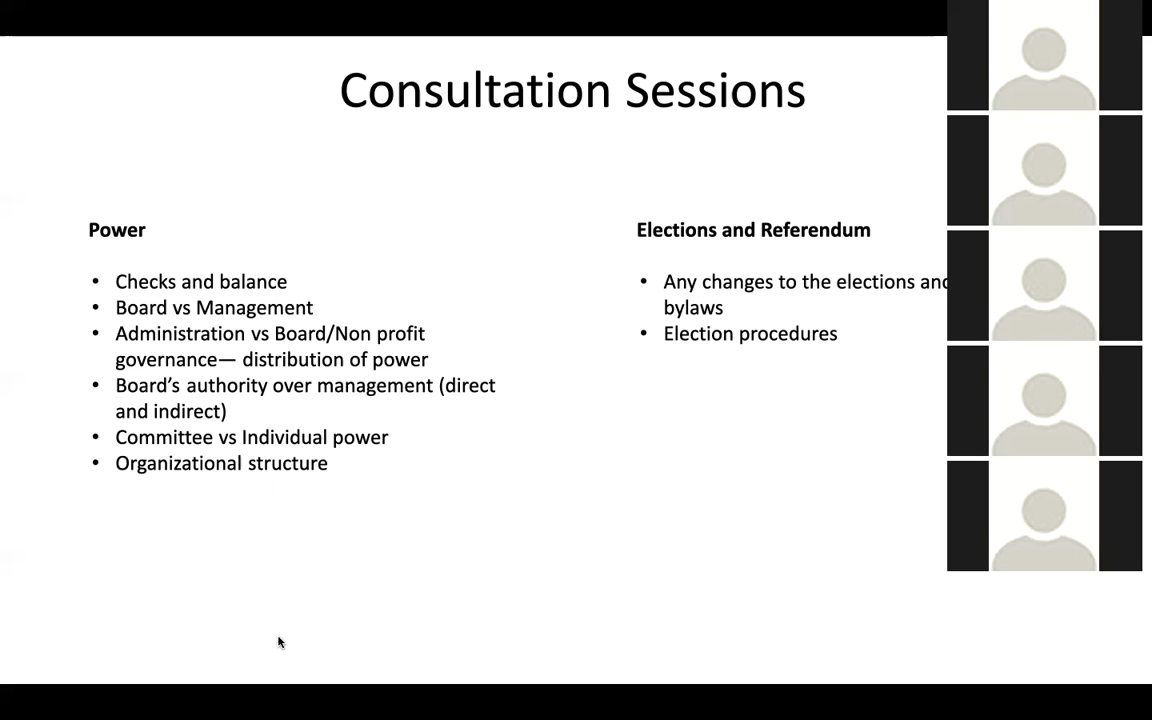 Consultation Sessions
Power
• Checks and balance
• Board vs Management
• Administration vs Board/Non profit
governance— distribution of power
• Board’s authority over management (direct
and indirect)
• Committee vs Individual power
• Organizational structure
Elections and Referendum
• Any changes to the elections and
bylaws
• Election procedures